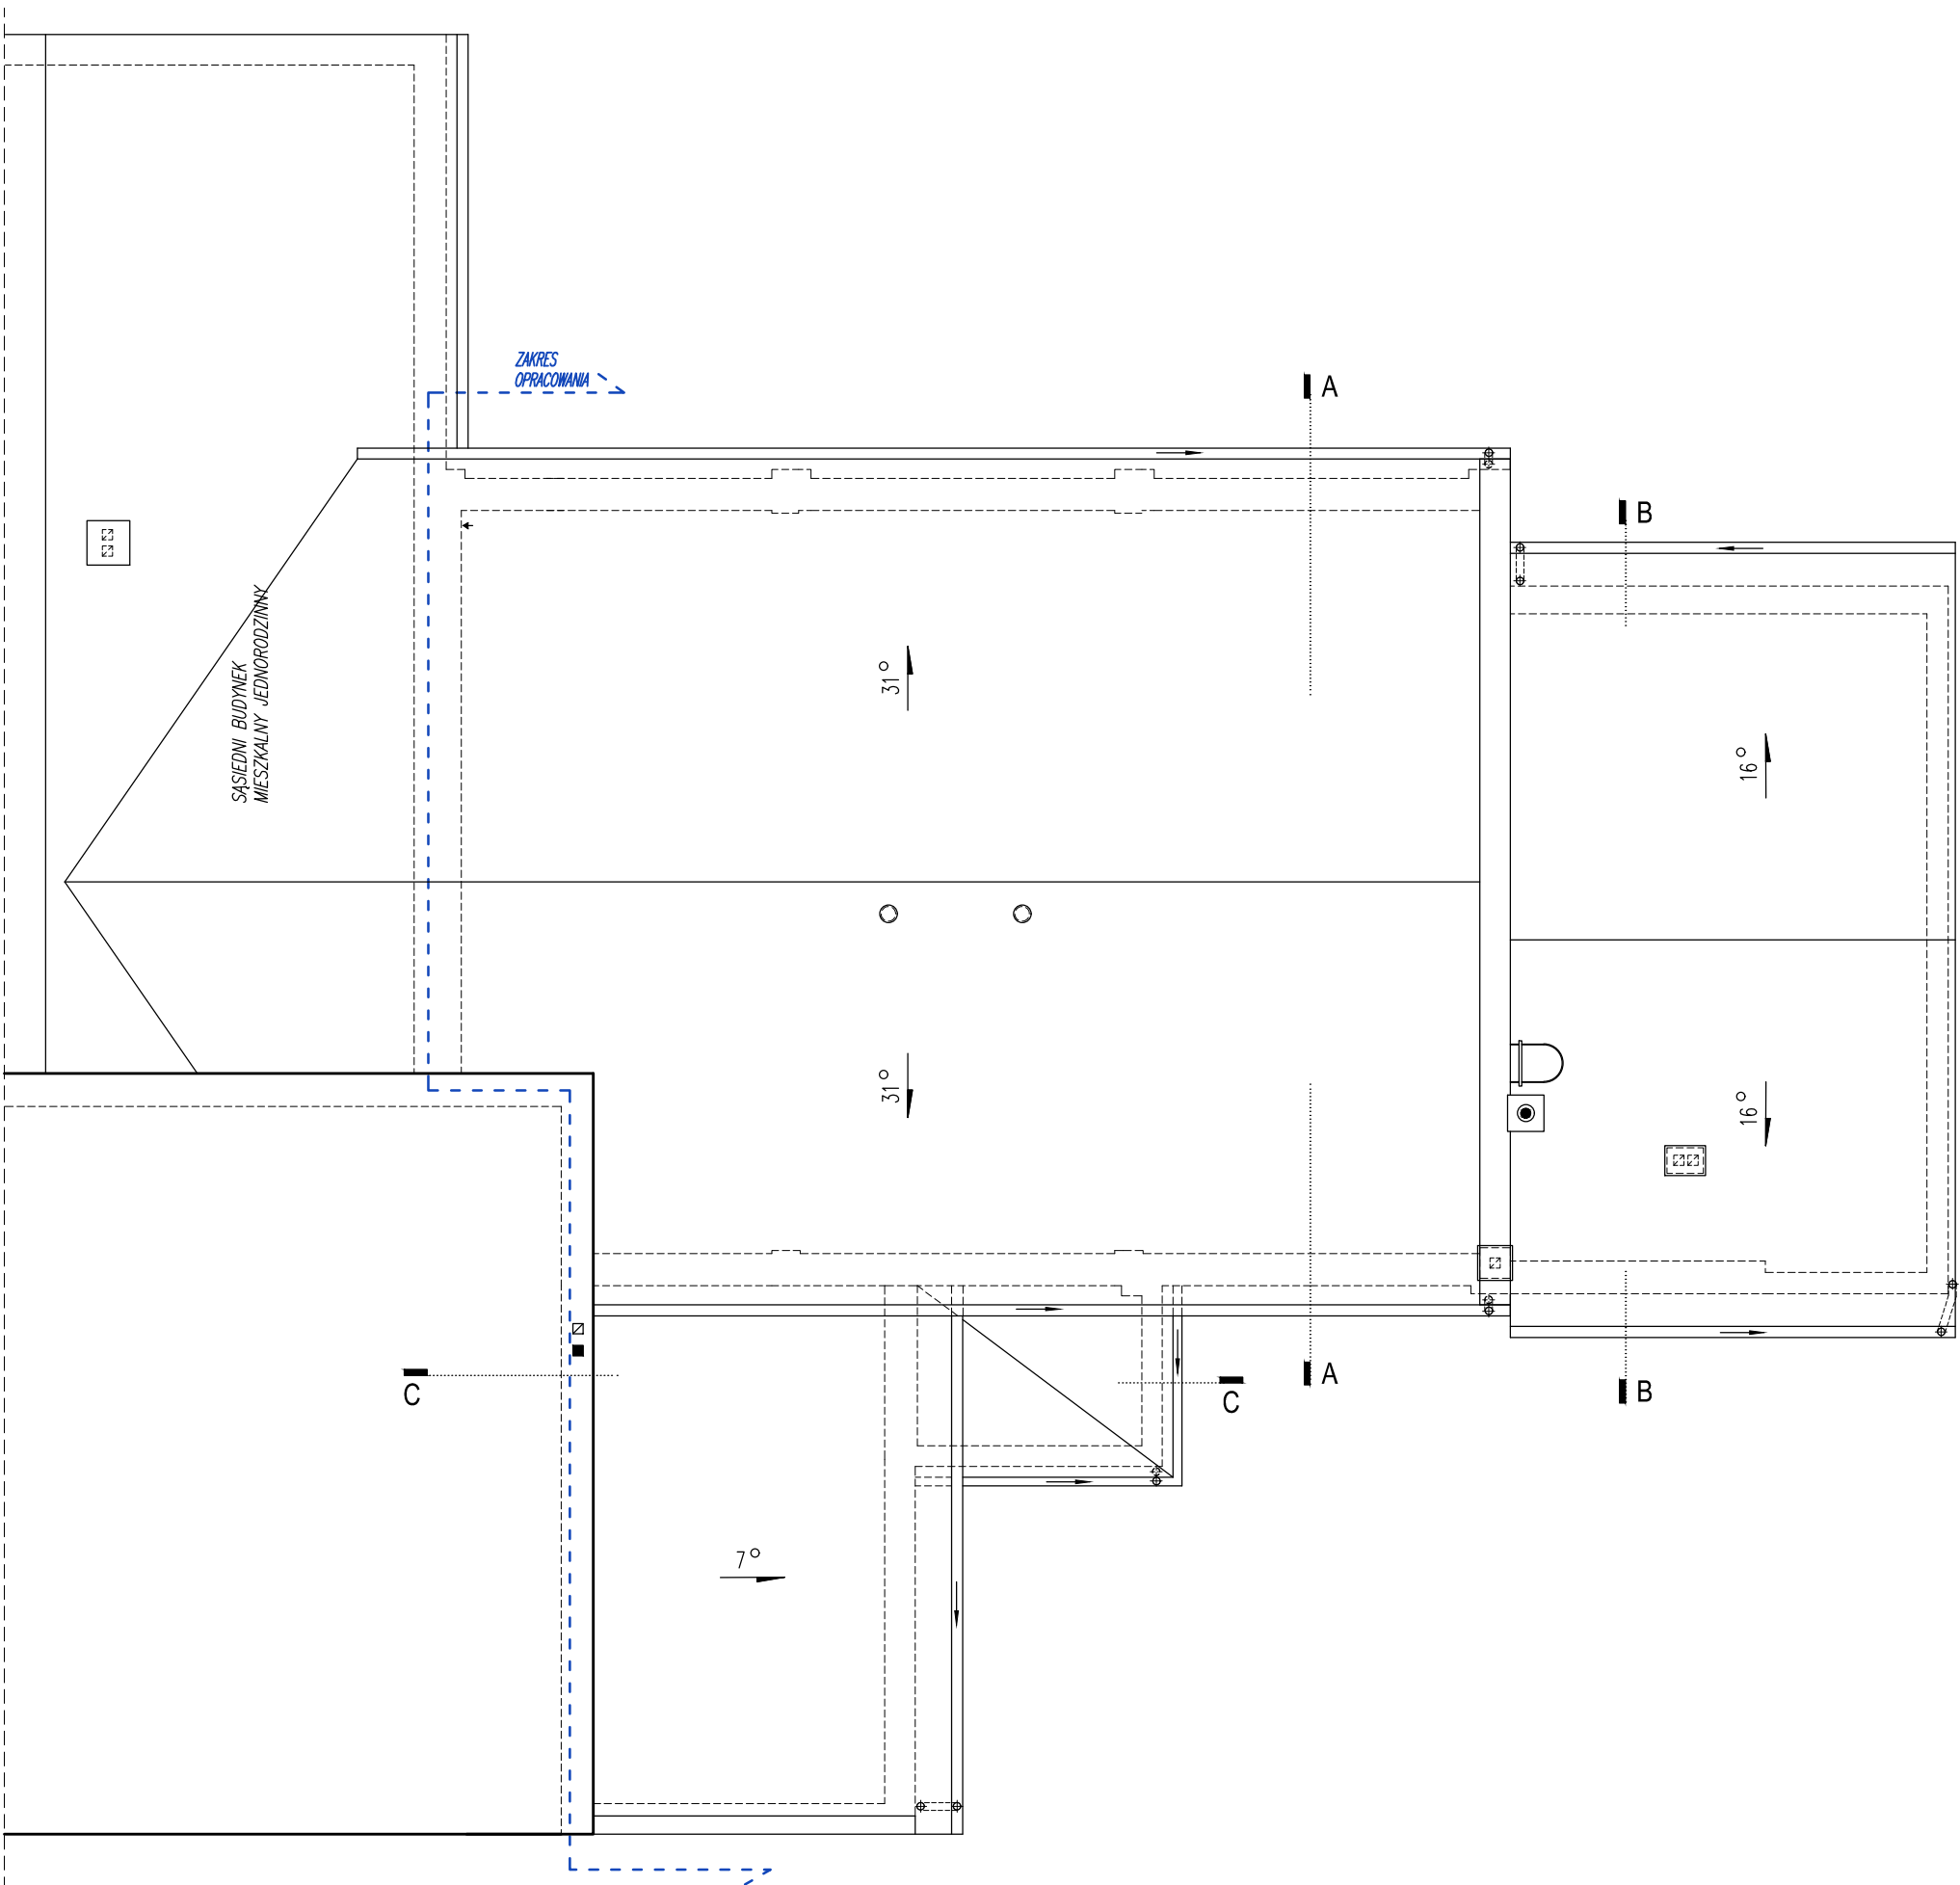 ZAKRES
OPRACOWANIA
A
B
SĄSIEDNI BUDYNEK
MIESZKALNY JEDNORODZINNY
31°
16°
31°
16°
C
C
A
B
7°